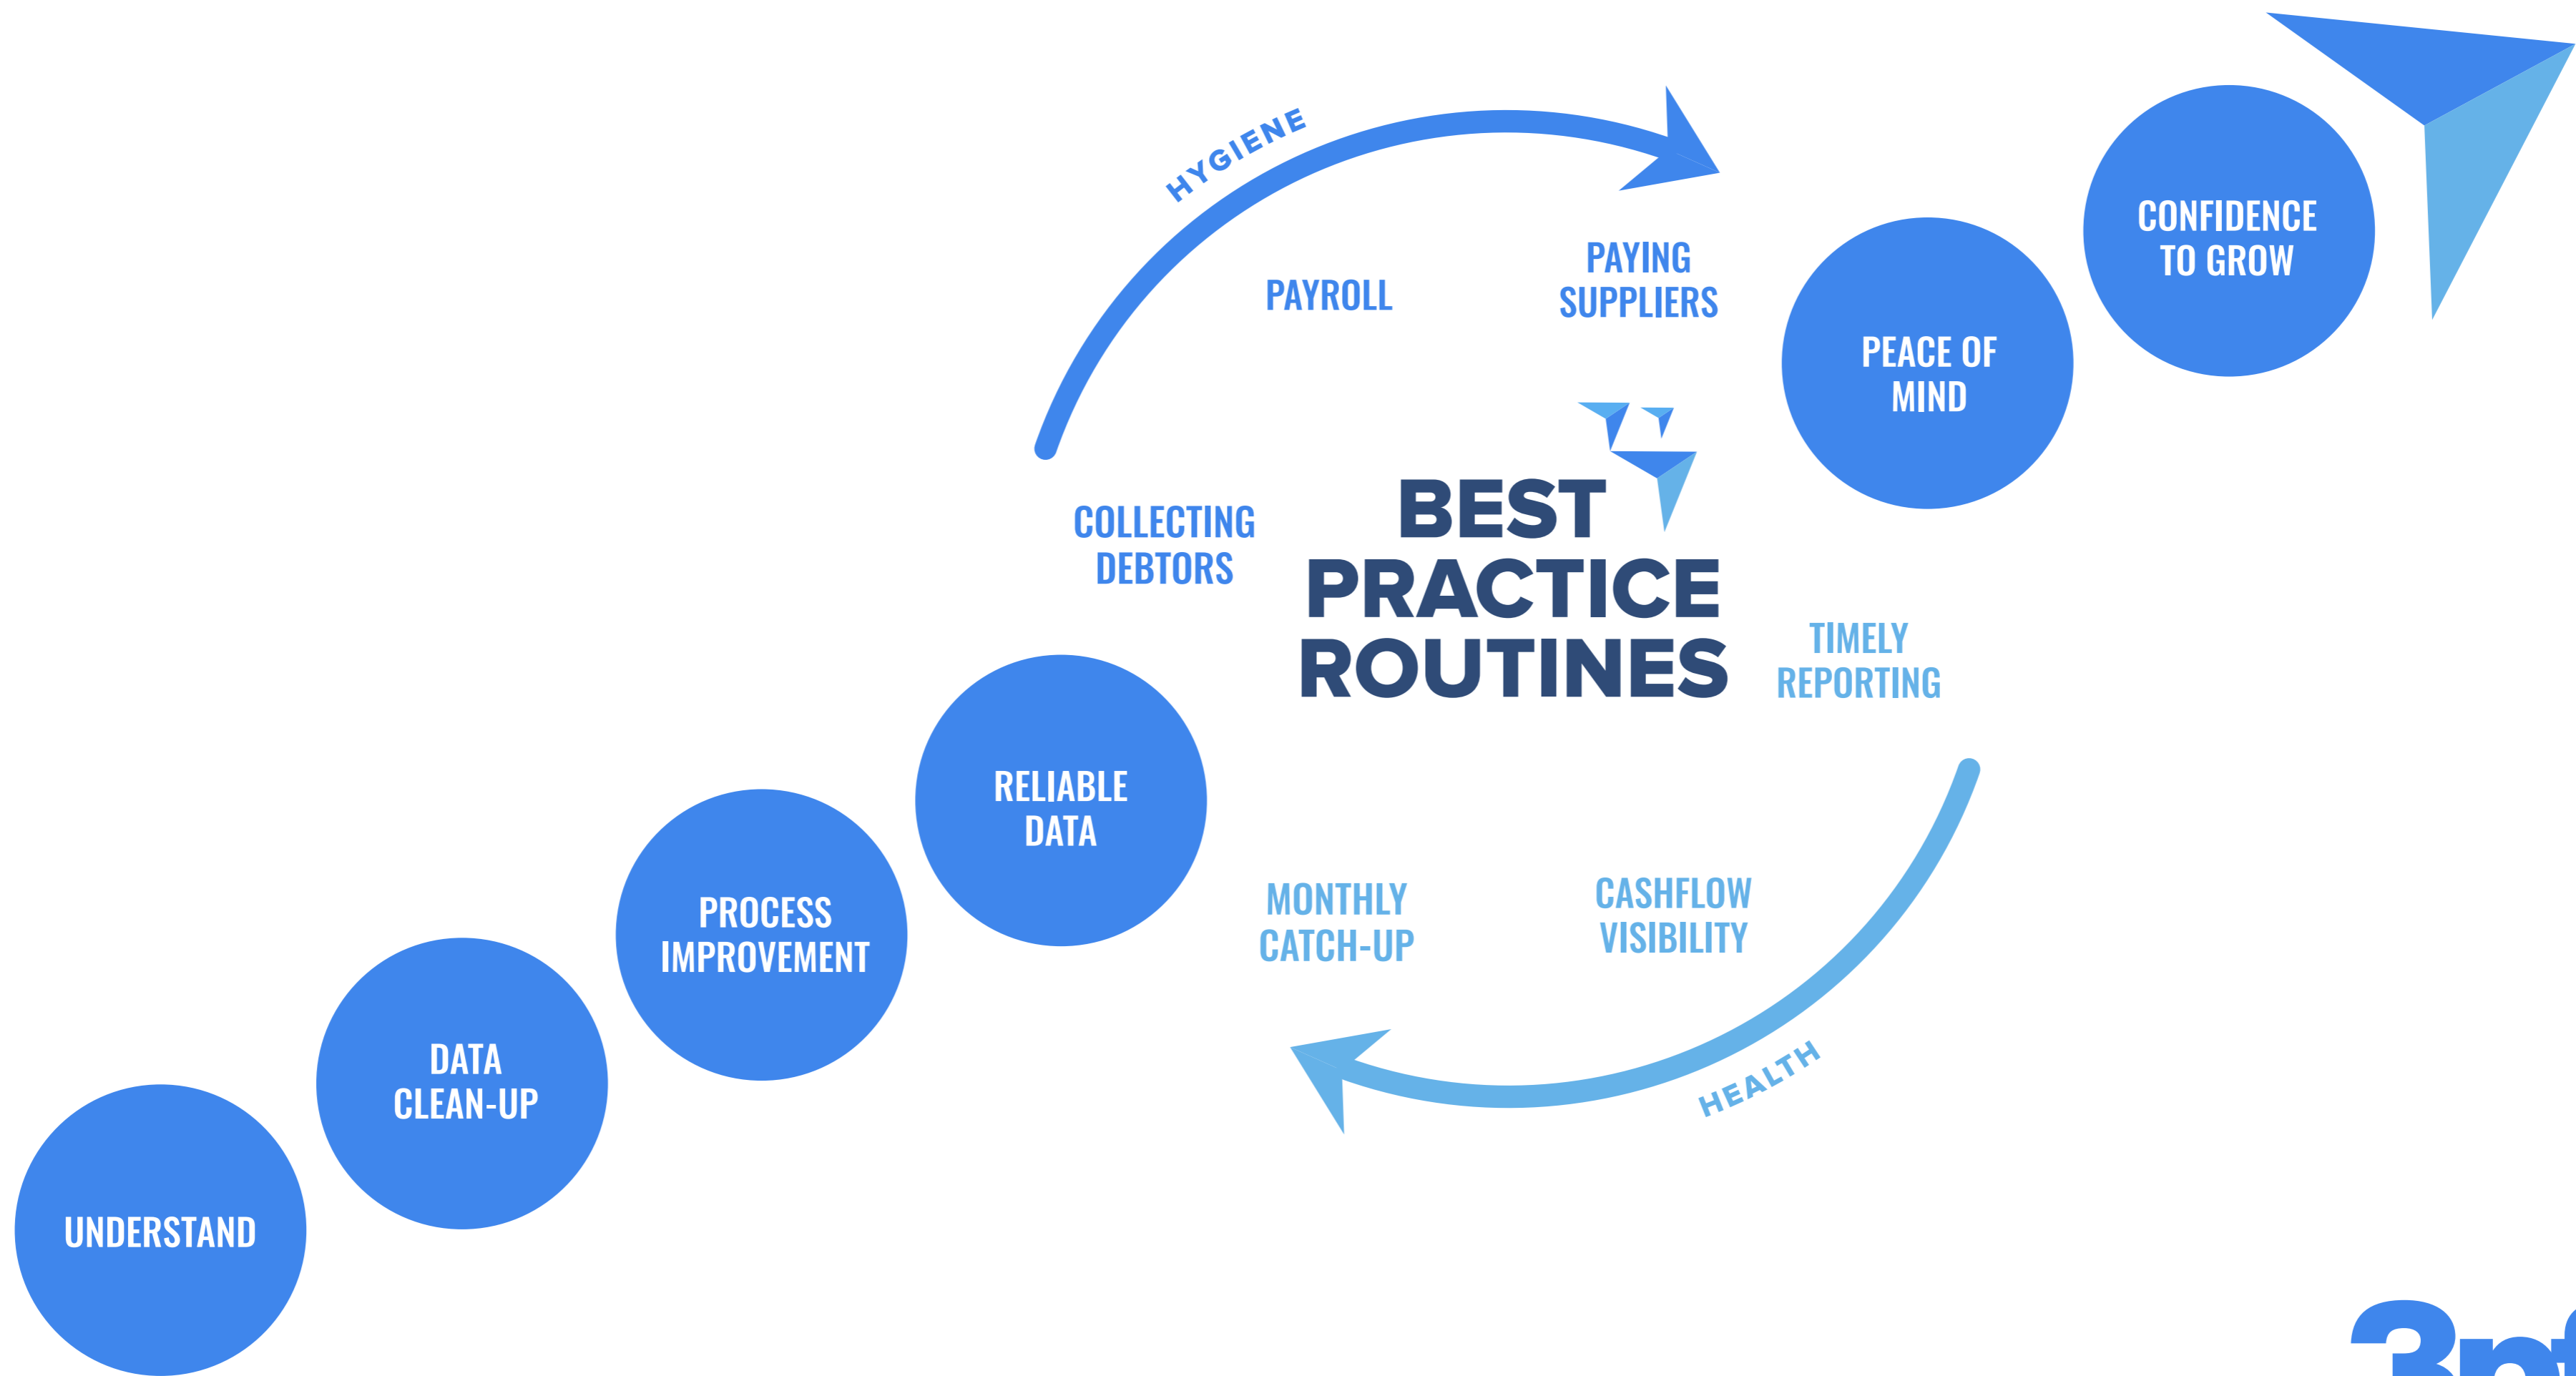 HYGIENE
PAYROLL
PAYING
SUPPLIERS
COLLECTING
DEBTORS
BEST
PRACTICE
ROUTINES
TIMELY
REPORTING
MONTHLY
CATCH-UP
CASHFLOW
VISIBILITY
HEALTH
UNDERSTAND
DATA
CLEAN-UP
PROCESS
IMPROVEMENT
RELIABLE
DATA
PEACE OF
MIND
CONFIDENCE
TO GROW